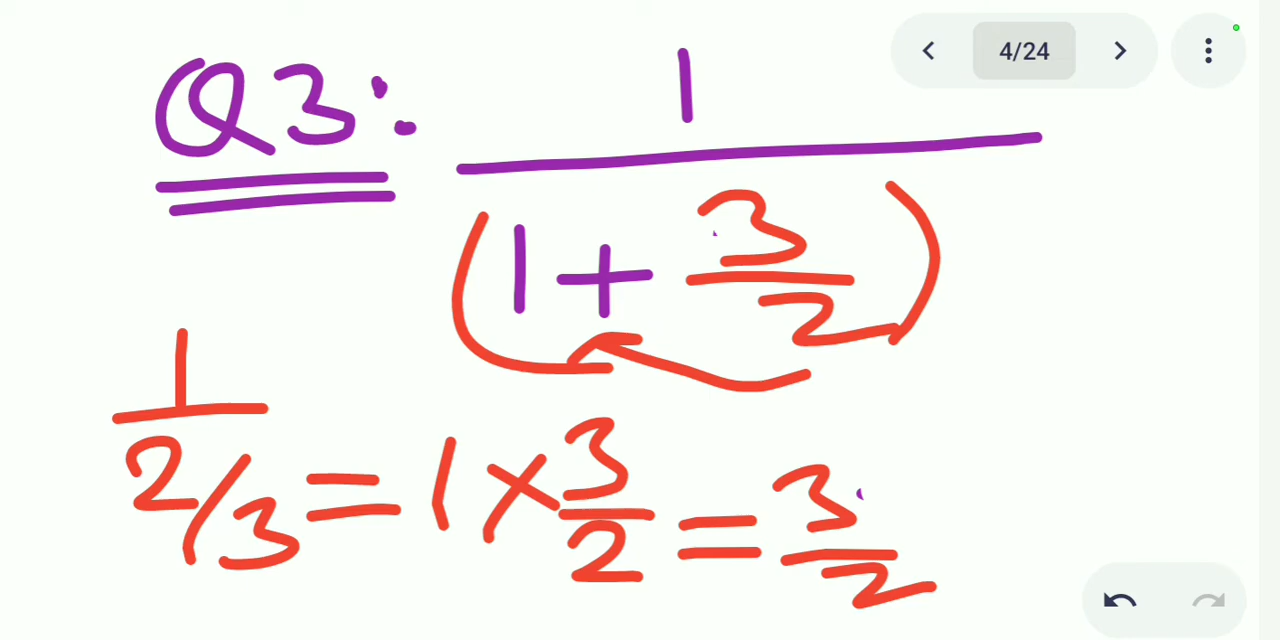 4/24
Q3:
1
(1 + 3/2)
1
2/3 = 1 × 3/2 = 3/2